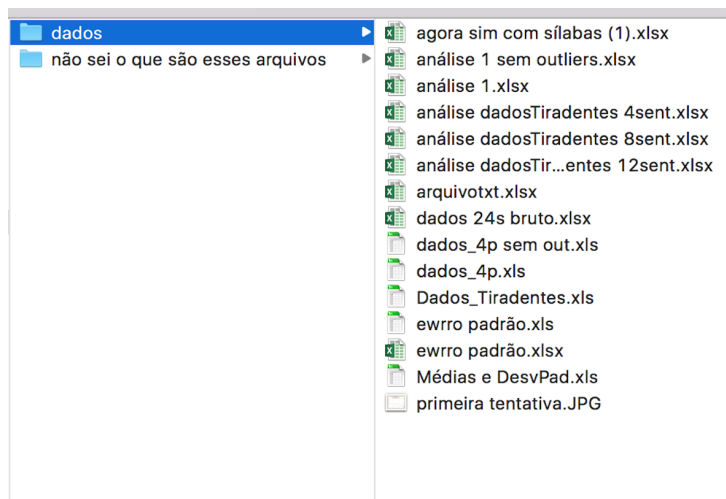 dados
não sei o que são esses arquivos
agora sim com sílabas (1).xlsx
análise 1 sem outliers.xlsx
análise 1.xlsx
análise dadosTiradentes 4sent.xlsx
análise dadosTiradentes 8sent.xlsx
análise dadosTir...entes 12sent.xlsx
arquivotxt.xlsx
dados 24s bruto.xlsx
dados_4p sem out.xls
dados_4p.xls
Dados_Tiradentes.xls
ewrro padrão.xls
ewrro padrão.xlsx
Médias e DesvPad.xls
primeira tentativa.JPG